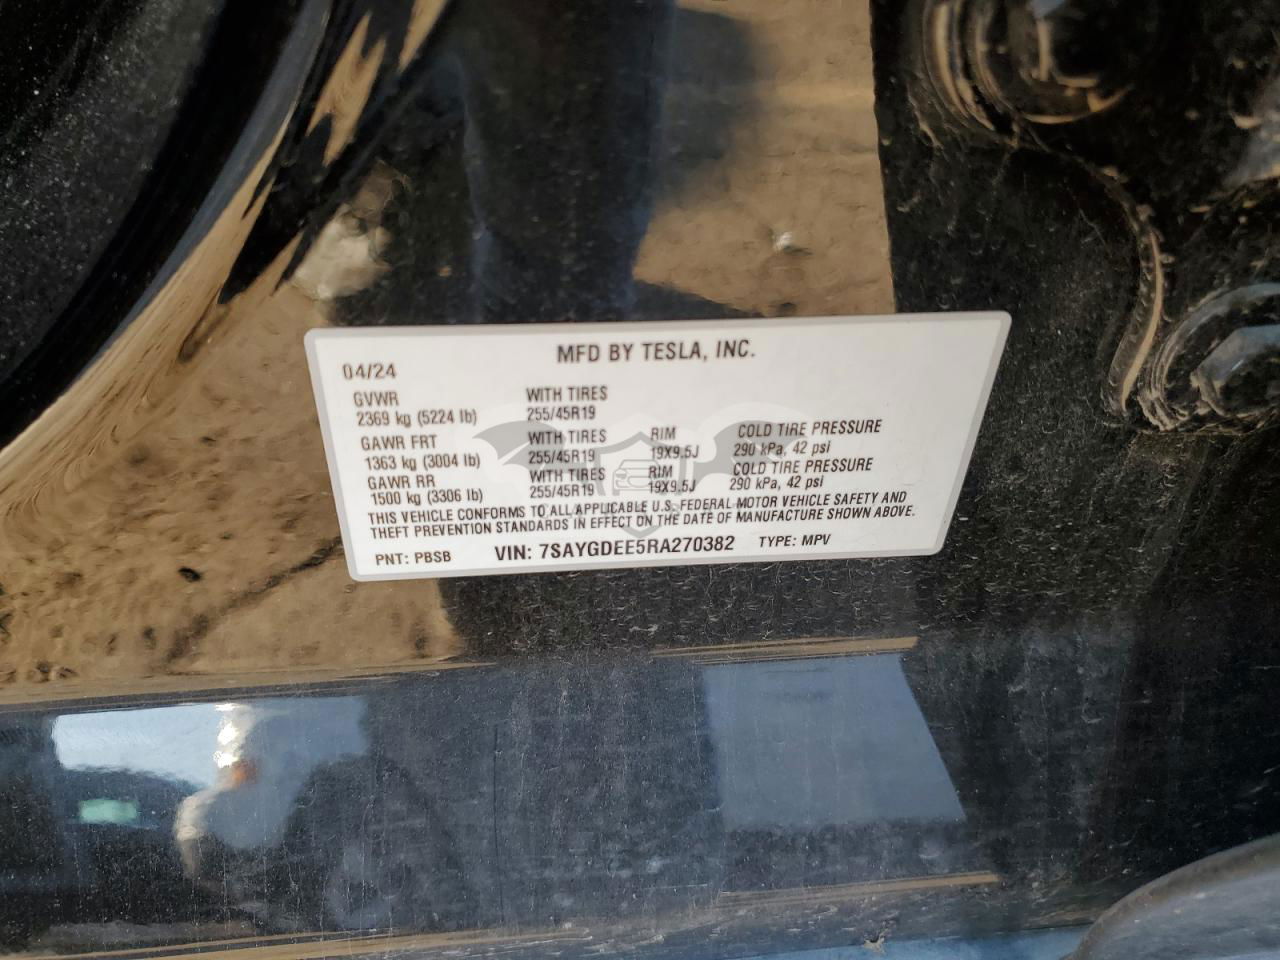 MFD BY TESLA, INC.
04/24
GVWR WITH TIRES
2369 kg (5224 lb) 255/45R19
GAWR FRT WITH TIRES RIM COLD TIRE PRESSURE
1363 kg (3004 lb) 255/45R19 19X9.5J 290 kPa, 42 psi
GAWR RR WITH TIRES RIM COLD TIRE PRESSURE
1500 kg (3306 lb) 255/45R19 19X9.5J 290 kPa, 42 psi
THIS VEHICLE CONFORMS TO ALL APPLICABLE U.S. FEDERAL MOTOR VEHICLE SAFETY AND
THEFT PREVENTION STANDARDS IN EFFECT ON THE DATE OF MANUFACTURE SHOWN ABOVE.
PNT: PBSB VIN: 7SAYGDEE5RA270382 TYPE: MPV